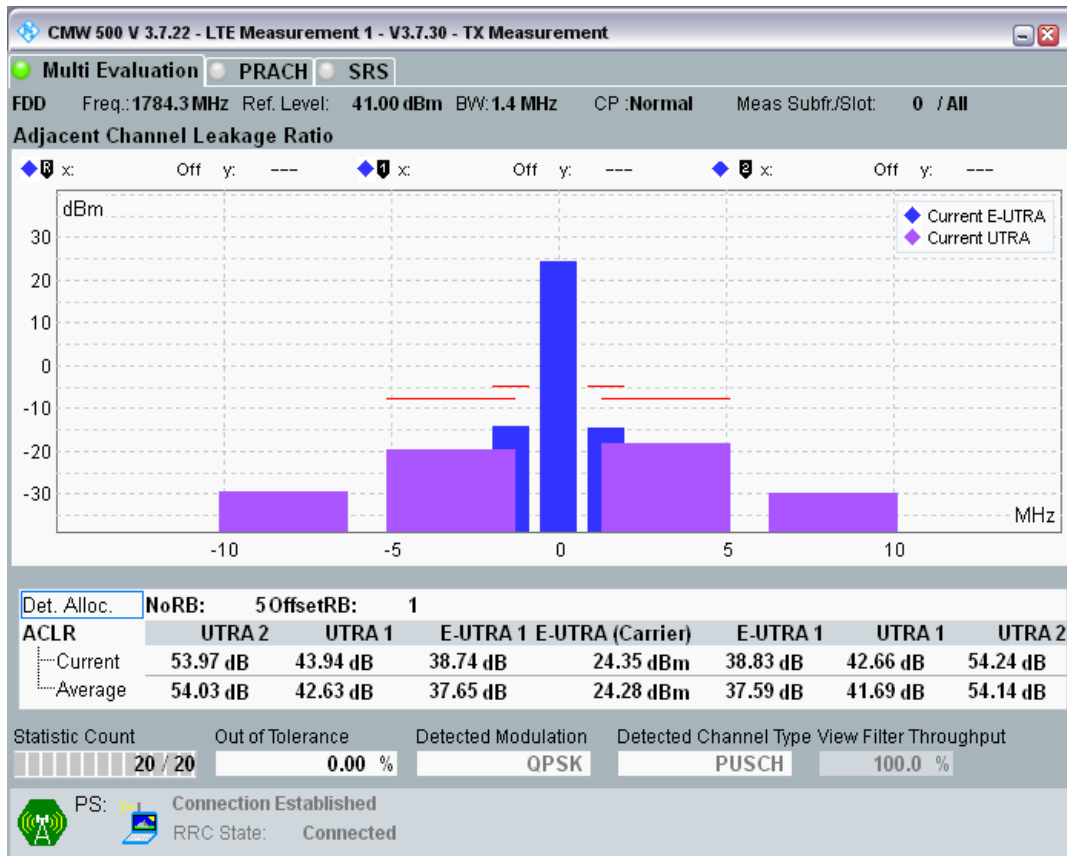 CMW 500 V 3.7.22 - LTE Measurement 1 - V3.7.30 - TX Measurement
Multi Evaluation PRACH SRS
FDD Freq.: 1784.3 MHz Ref. Level: 41.00 dBm BW: 1.4 MHz CP :Normal Meas Subfr./Slot: 0 / All
Adjacent Channel Leakage Ratio
R x: Off y: --- 1 x: Off y: --- 2 x: Off y: ---
dBm
Current E-UTRA
Current UTRA
30
20
10
0
-10
-20
-30
MHz
-10 -5 0 5 10
Det. Alloc. NoRB: 5 OffsetRB: 1
ACLR UTRA 2 UTRA 1 E-UTRA 1 E-UTRA (Carrier) E-UTRA 1 UTRA 1 UTRA 2
Current 53.97 dB 43.94 dB 38.74 dB 24.35 dBm 38.83 dB 42.66 dB 54.24 dB
Average 54.03 dB 42.63 dB 37.65 dB 24.28 dBm 37.59 dB 41.69 dB 54.14 dB
Statistic Count Out of Tolerance Detected Modulation Detected Channel Type View Filter Throughput
20 / 20 0.00 % QPSK PUSCH 100.0 %
PS: Connection Established
RRC State: Connected